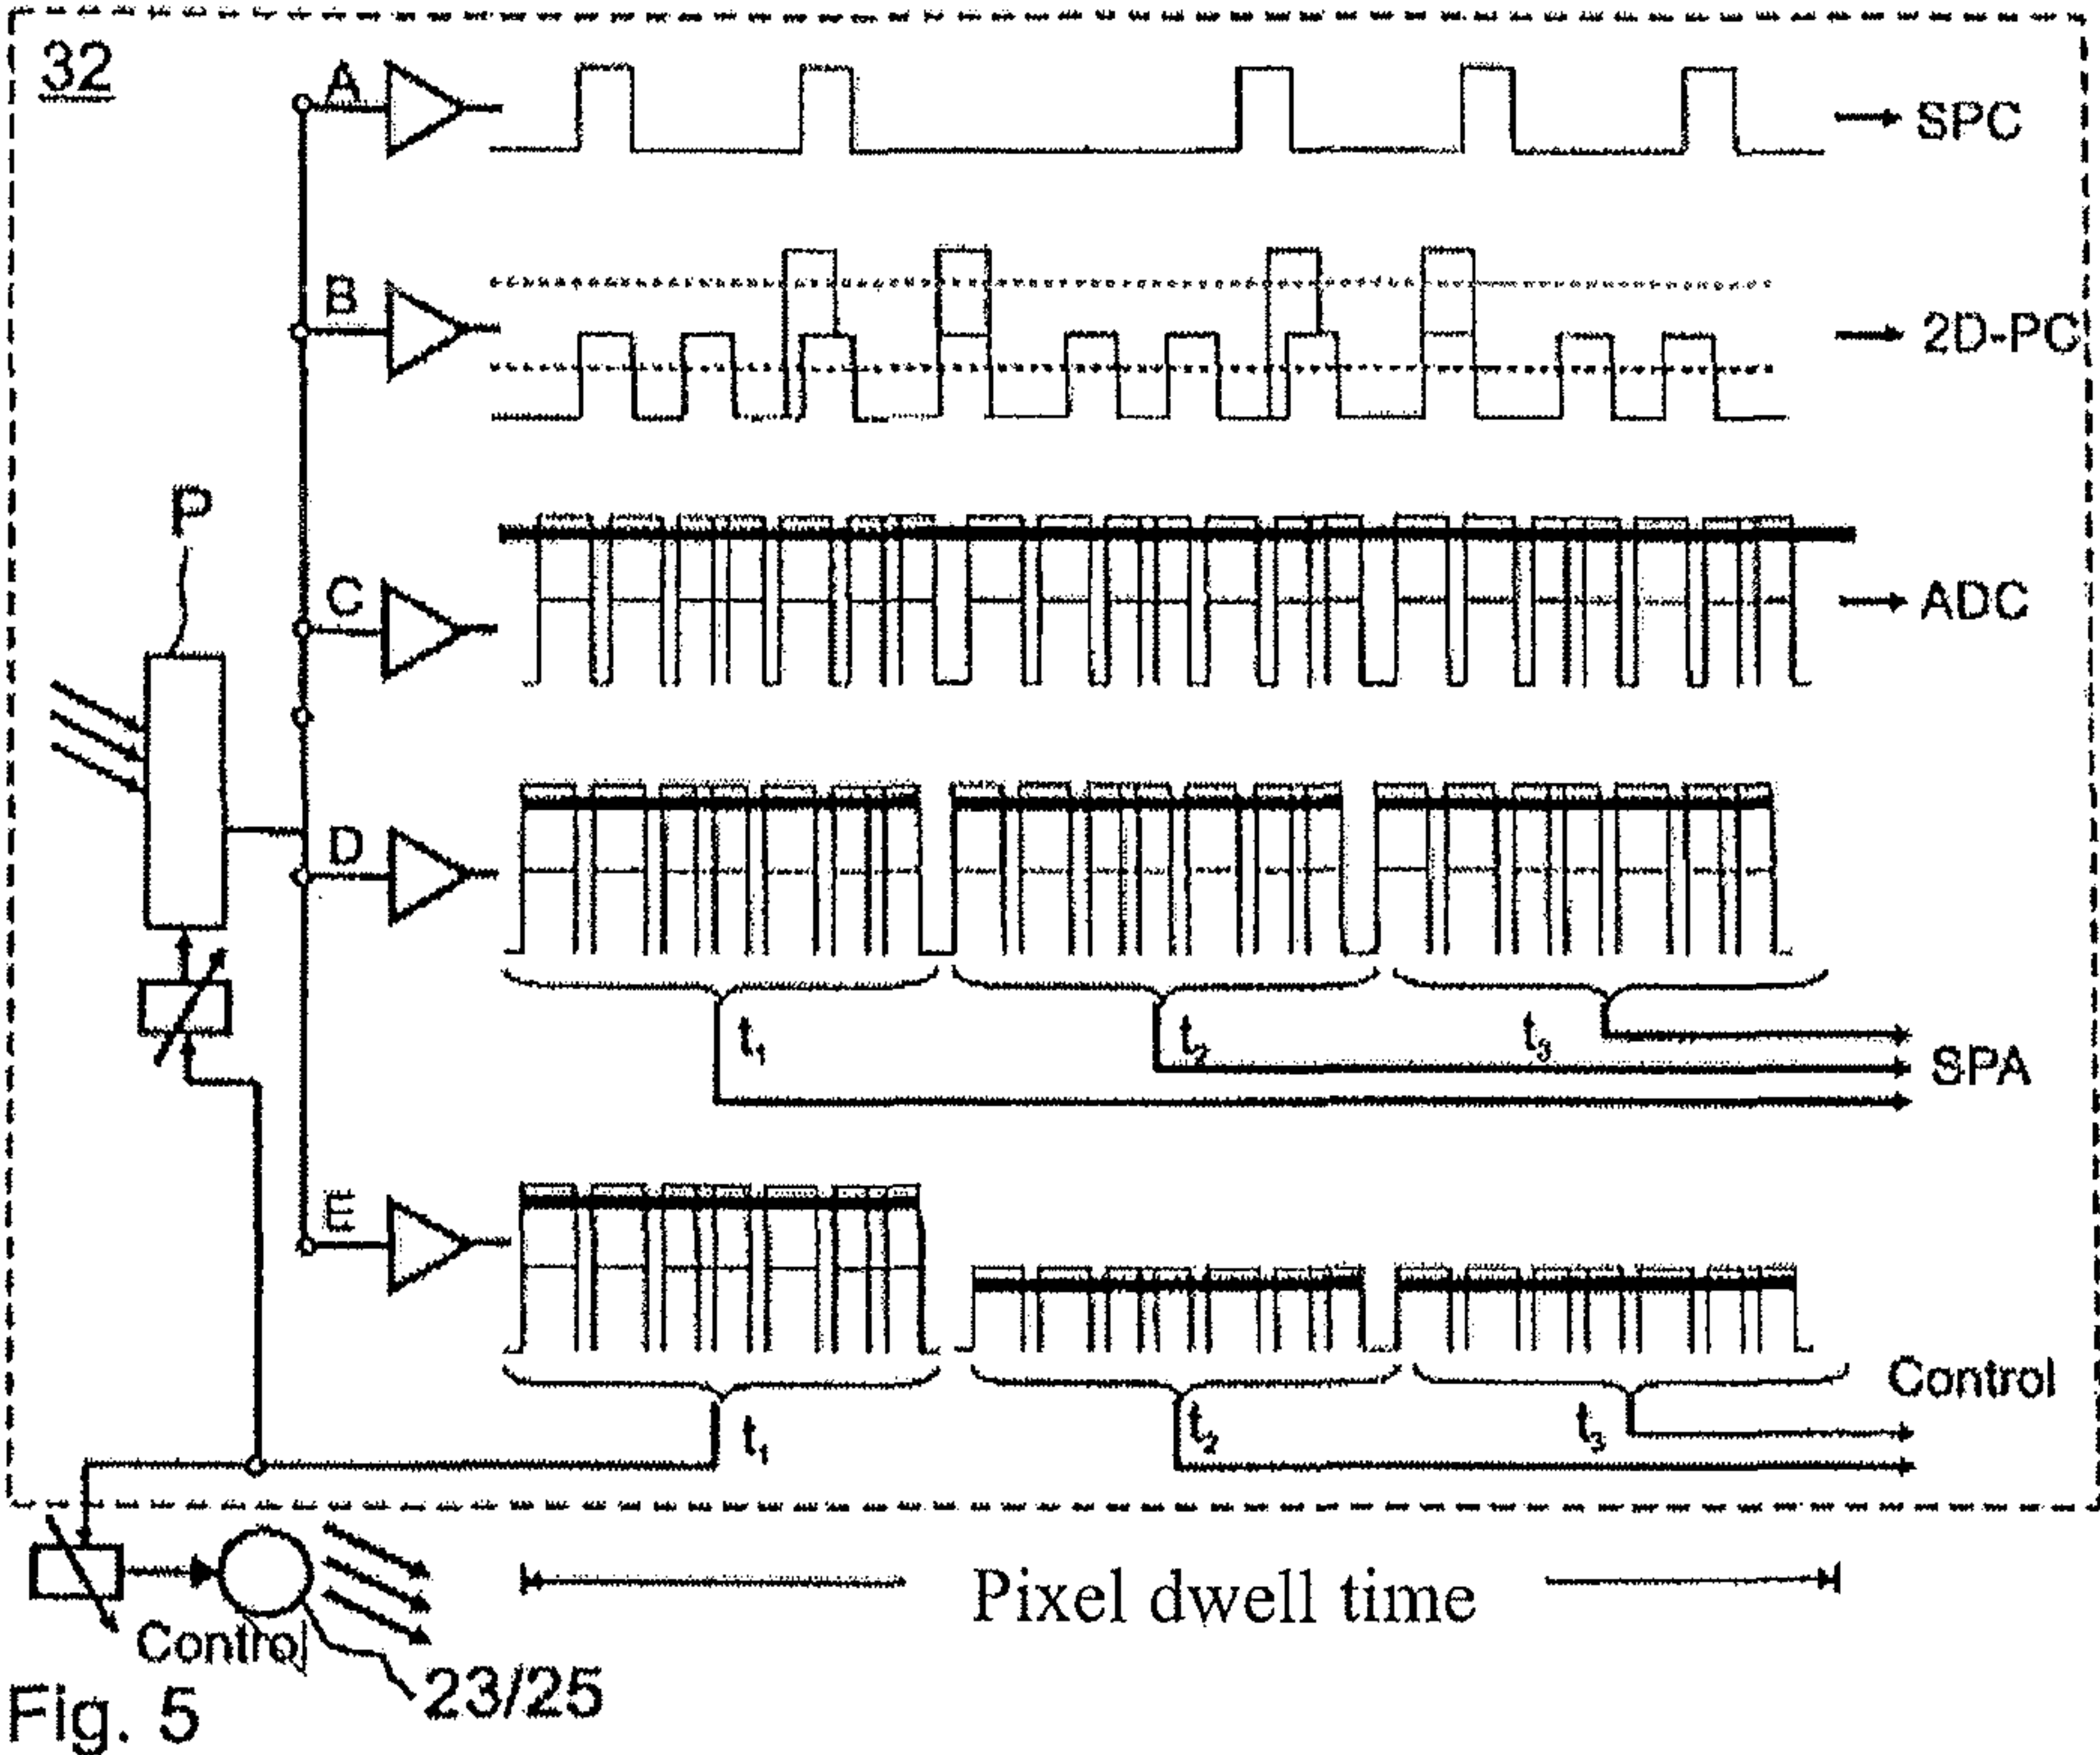 32
A
SPC
B
2D-PC
P
C
ADC
D
t₁
t₂
t₃
SPA
E
Control
t₁
t₂
t₃
Pixel dwell time
Control
23/25
Fig. 5